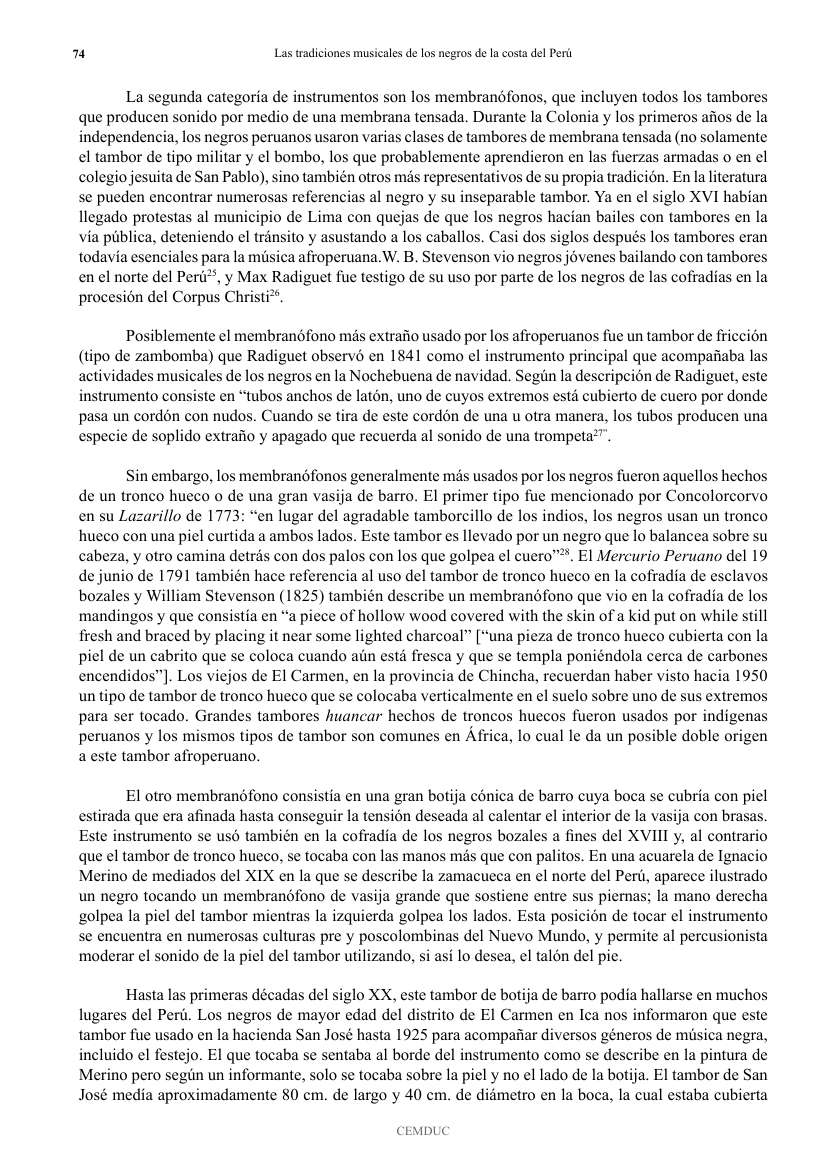 74
Las tradiciones musicales de los negros de la costa del Perú
La segunda categoría de instrumentos son los membranófonos, que incluyen todos los tambores
que producen sonido por medio de una membrana tensada. Durante la Colonia y los primeros años de la
independencia, los negros peruanos usaron varias clases de tambores de membrana tensada (no solamente
el tambor de tipo militar y el bombo, los que probablemente aprendieron en las fuerzas armadas o en el
colegio jesuita de San Pablo), sino también otros más representativos de su propia tradición. En la literatura
se pueden encontrar numerosas referencias al negro y su inseparable tambor. Ya en el siglo XVI habían
llegado protestas al municipio de Lima con quejas de que los negros hacían bailes con tambores en la
vía pública, deteniendo el tránsito y asustando a los caballos. Casi dos siglos después los tambores eran
todavía esenciales para la música afroperuana.W. B. Stevenson vio negros jóvenes bailando con tambores
en el norte del Perú25, y Max Radiguet fue testigo de su uso por parte de los negros de las cofradías en la
procesión del Corpus Christi26.
Posiblemente el membranófono más extraño usado por los afroperuanos fue un tambor de fricción
(tipo de zambomba) que Radiguet observó en 1841 como el instrumento principal que acompañaba las
actividades musicales de los negros en la Nochebuena de navidad. Según la descripción de Radiguet, este
instrumento consiste en “tubos anchos de latón, uno de cuyos extremos está cubierto de cuero por donde
pasa un cordón con nudos. Cuando se tira de este cordón de una u otra manera, los tubos producen una
especie de soplido extraño y apagado que recuerda al sonido de una trompeta27”.
Sin embargo, los membranófonos generalmente más usados por los negros fueron aquellos hechos
de un tronco hueco o de una gran vasija de barro. El primer tipo fue mencionado por Concolorcorvo
en su Lazarillo de 1773: “en lugar del agradable tamborcillo de los indios, los negros usan un tronco
hueco con una piel curtida a ambos lados. Este tambor es llevado por un negro que lo balancea sobre su
cabeza, y otro camina detrás con dos palos con los que golpea el cuero”28. El Mercurio Peruano del 19
de junio de 1791 también hace referencia al uso del tambor de tronco hueco en la cofradía de esclavos
bozales y William Stevenson (1825) también describe un membranófono que vio en la cofradía de los
mandingos y que consistía en “a piece of hollow wood covered with the skin of a kid put on while still
fresh and braced by placing it near some lighted charcoal” [“una pieza de tronco hueco cubierta con la
piel de un cabrito que se coloca cuando aún está fresca y que se templa poniéndola cerca de carbones
encendidos”]. Los viejos de El Carmen, en la provincia de Chincha, recuerdan haber visto hacia 1950
un tipo de tambor de tronco hueco que se colocaba verticalmente en el suelo sobre uno de sus extremos
para ser tocado. Grandes tambores huancar hechos de troncos huecos fueron usados por indígenas
peruanos y los mismos tipos de tambor son comunes en África, lo cual le da un posible doble origen
a este tambor afroperuano.
El otro membranófono consistía en una gran botija cónica de barro cuya boca se cubría con piel
estirada que era afinada hasta conseguir la tensión deseada al calentar el interior de la vasija con brasas.
Este instrumento se usó también en la cofradía de los negros bozales a fines del XVIII y, al contrario
que el tambor de tronco hueco, se tocaba con las manos más que con palitos. En una acuarela de Ignacio
Merino de mediados del XIX en la que se describe la zamacueca en el norte del Perú, aparece ilustrado
un negro tocando un membranófono de vasija grande que sostiene entre sus piernas; la mano derecha
golpea la piel del tambor mientras la izquierda golpea los lados. Esta posición de tocar el instrumento
se encuentra en numerosas culturas pre y poscolombinas del Nuevo Mundo, y permite al percusionista
moderar el sonido de la piel del tambor utilizando, si así lo desea, el talón del pie.
Hasta las primeras décadas del siglo XX, este tambor de botija de barro podía hallarse en muchos
lugares del Perú. Los negros de mayor edad del distrito de El Carmen en Ica nos informaron que este
tambor fue usado en la hacienda San José hasta 1925 para acompañar diversos géneros de música negra,
incluido el festejo. El que tocaba se sentaba al borde del instrumento como se describe en la pintura de
Merino pero según un informante, solo se tocaba sobre la piel y no el lado de la botija. El tambor de San
José medía aproximadamente 80 cm. de largo y 40 cm. de diámetro en la boca, la cual estaba cubierta
CEMDUC